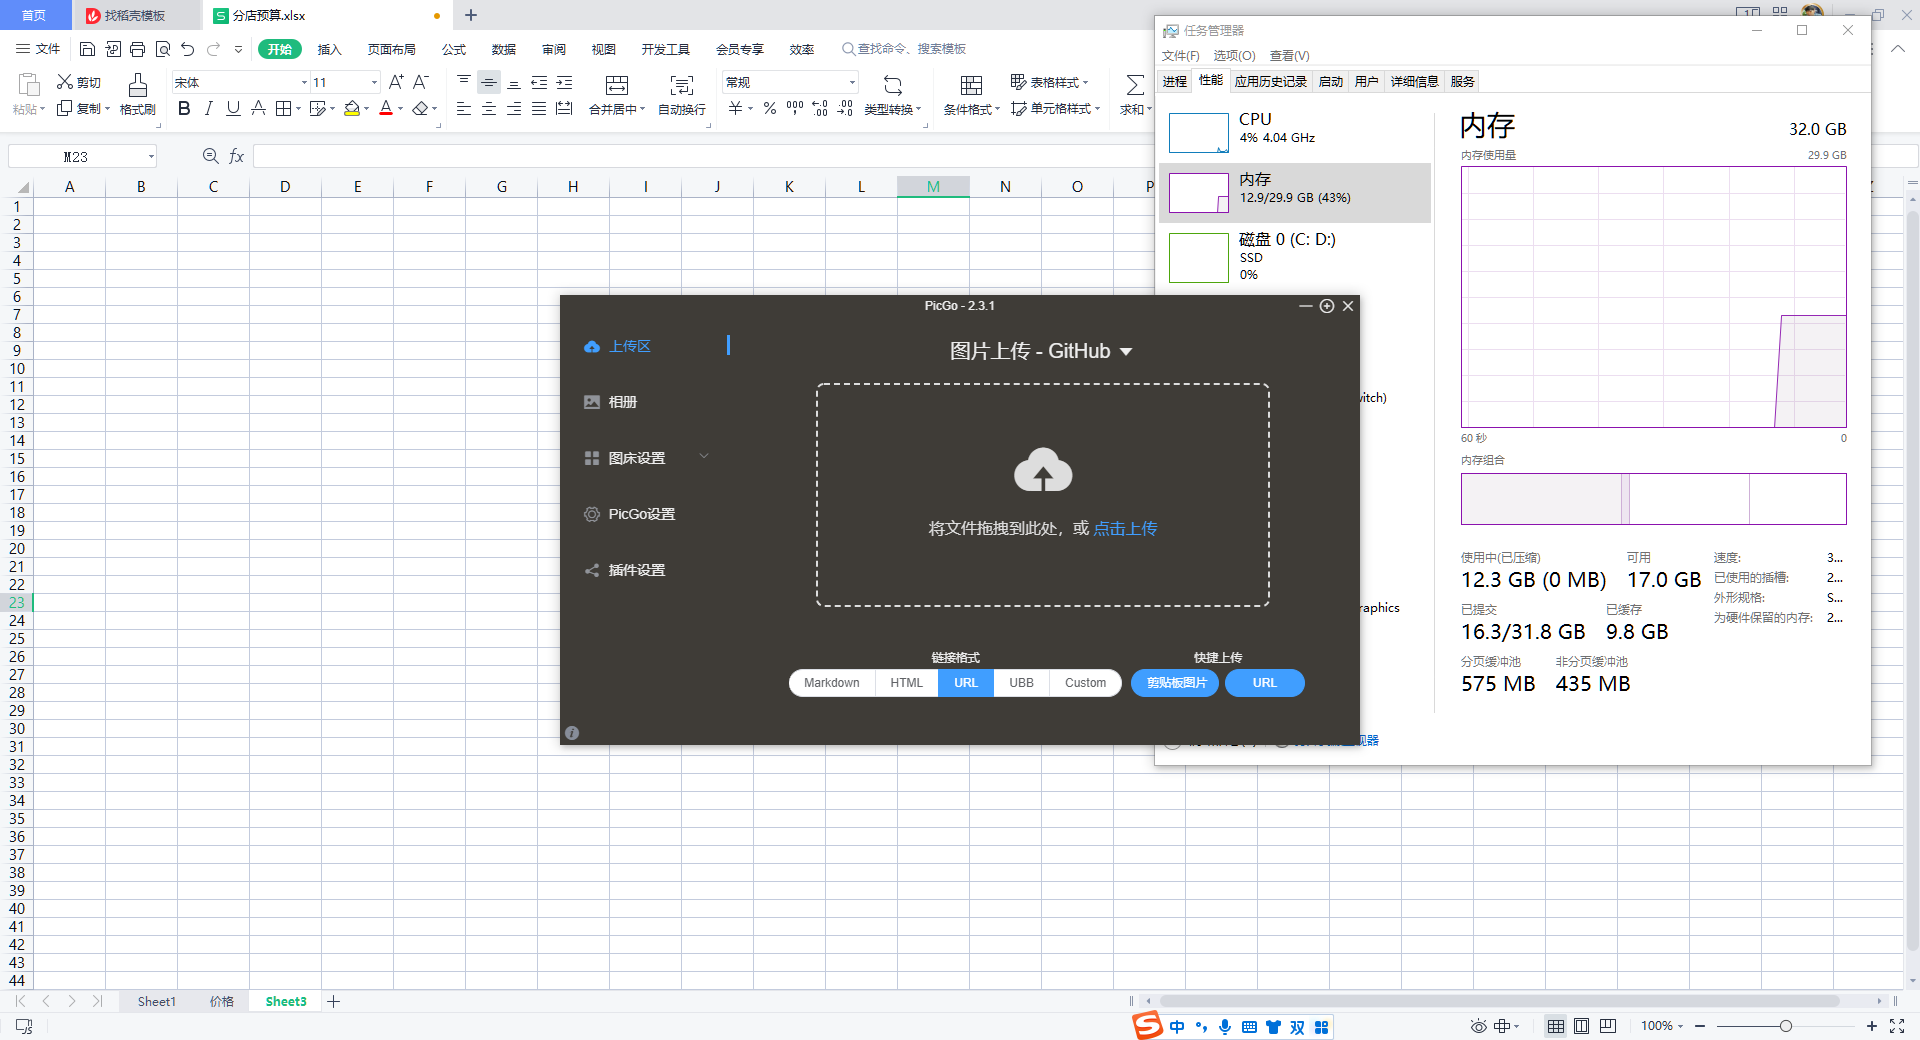 首页
找稻壳模板
分店预算.xlsx
文件
开始
插入
页面布局
公式
数据
审阅
视图
开发工具
会员专享
效率
查找命令、搜索模板
粘贴
剪切
复制
格式刷
宋体
11
合并居中
自动换行
常规
类型转换
条件格式
表格样式
单元格样式
求和
M23
fx
A B C D E F G H I J K L M N O P
1
2
3
4
5
6
7
8
9
10
11
12
13
14
15
16
17
18
19
20
21
22
23
24
25
26
27
28
29
30
31
32
33
34
35
36
37
38
39
40
41
42
43
44
Sheet1
价格
Sheet3
100%
中
双
任务管理器
文件(F) 选项(O) 查看(V)
进程 性能 应用历史记录 启动 用户 详细信息 服务
CPU
4% 4.04 GHz
内存
12.9/29.9 GB (43%)
磁盘 0 (C: D:)
SSD
0%
witch)
raphics
视器
内存
32.0 GB
内存使用量
29.9 GB
60 秒
0
内存组合
使用中(已压缩)
12.3 GB (0 MB)
可用
17.0 GB
已提交
16.3/31.8 GB
已缓存
9.8 GB
分页缓冲池
575 MB
非分页缓冲池
435 MB
速度: 3...
已使用的插槽: 2...
外形规格: S...
为硬件保留的内存: 2...
PicGo - 2.3.1
上传区
相册
图床设置
PicGo设置
插件设置
图片上传 - GitHub
将文件拖拽到此处，或 点击上传
链接格式
Markdown HTML URL UBB Custom
快捷上传
剪贴板图片 URL